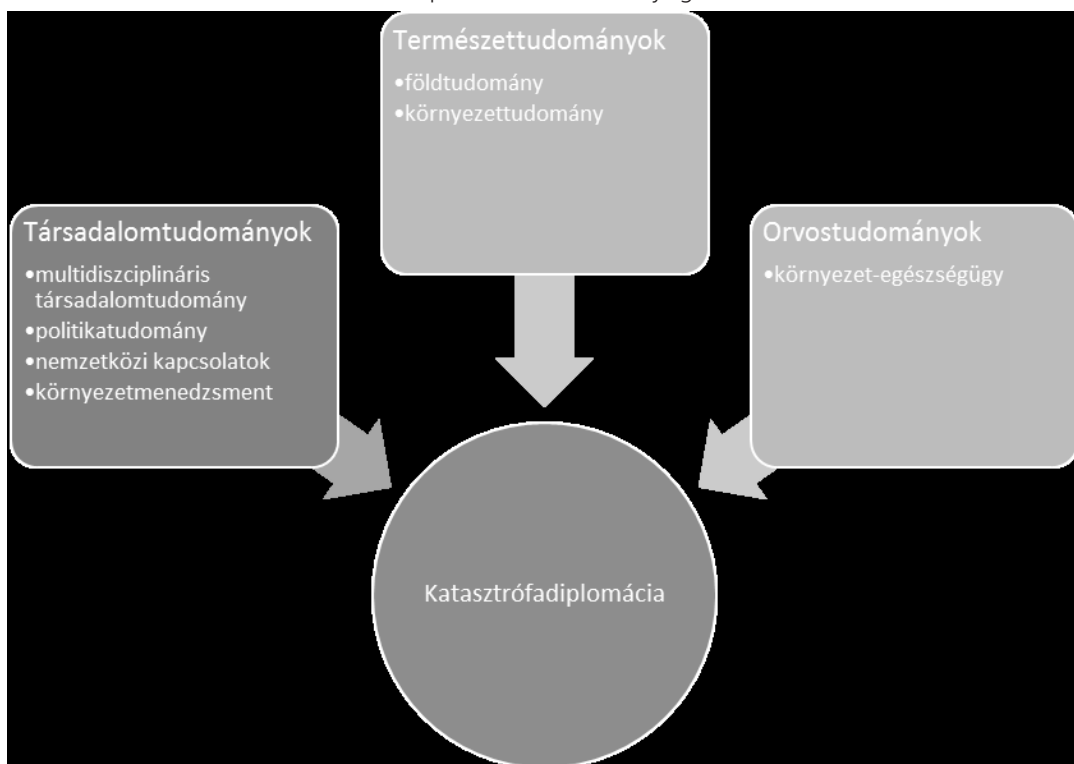 Természettudományok
•földtudomány
•környezettudomány
Társadalomtudományok
•multidiszciplináris
társadalomtudomány
•politikatudomány
•nemzetközi kapcsolatok
•környezetmenedzsment
Orvostudományok
•környezet-egészségügy
Katasztrófadiplomácia